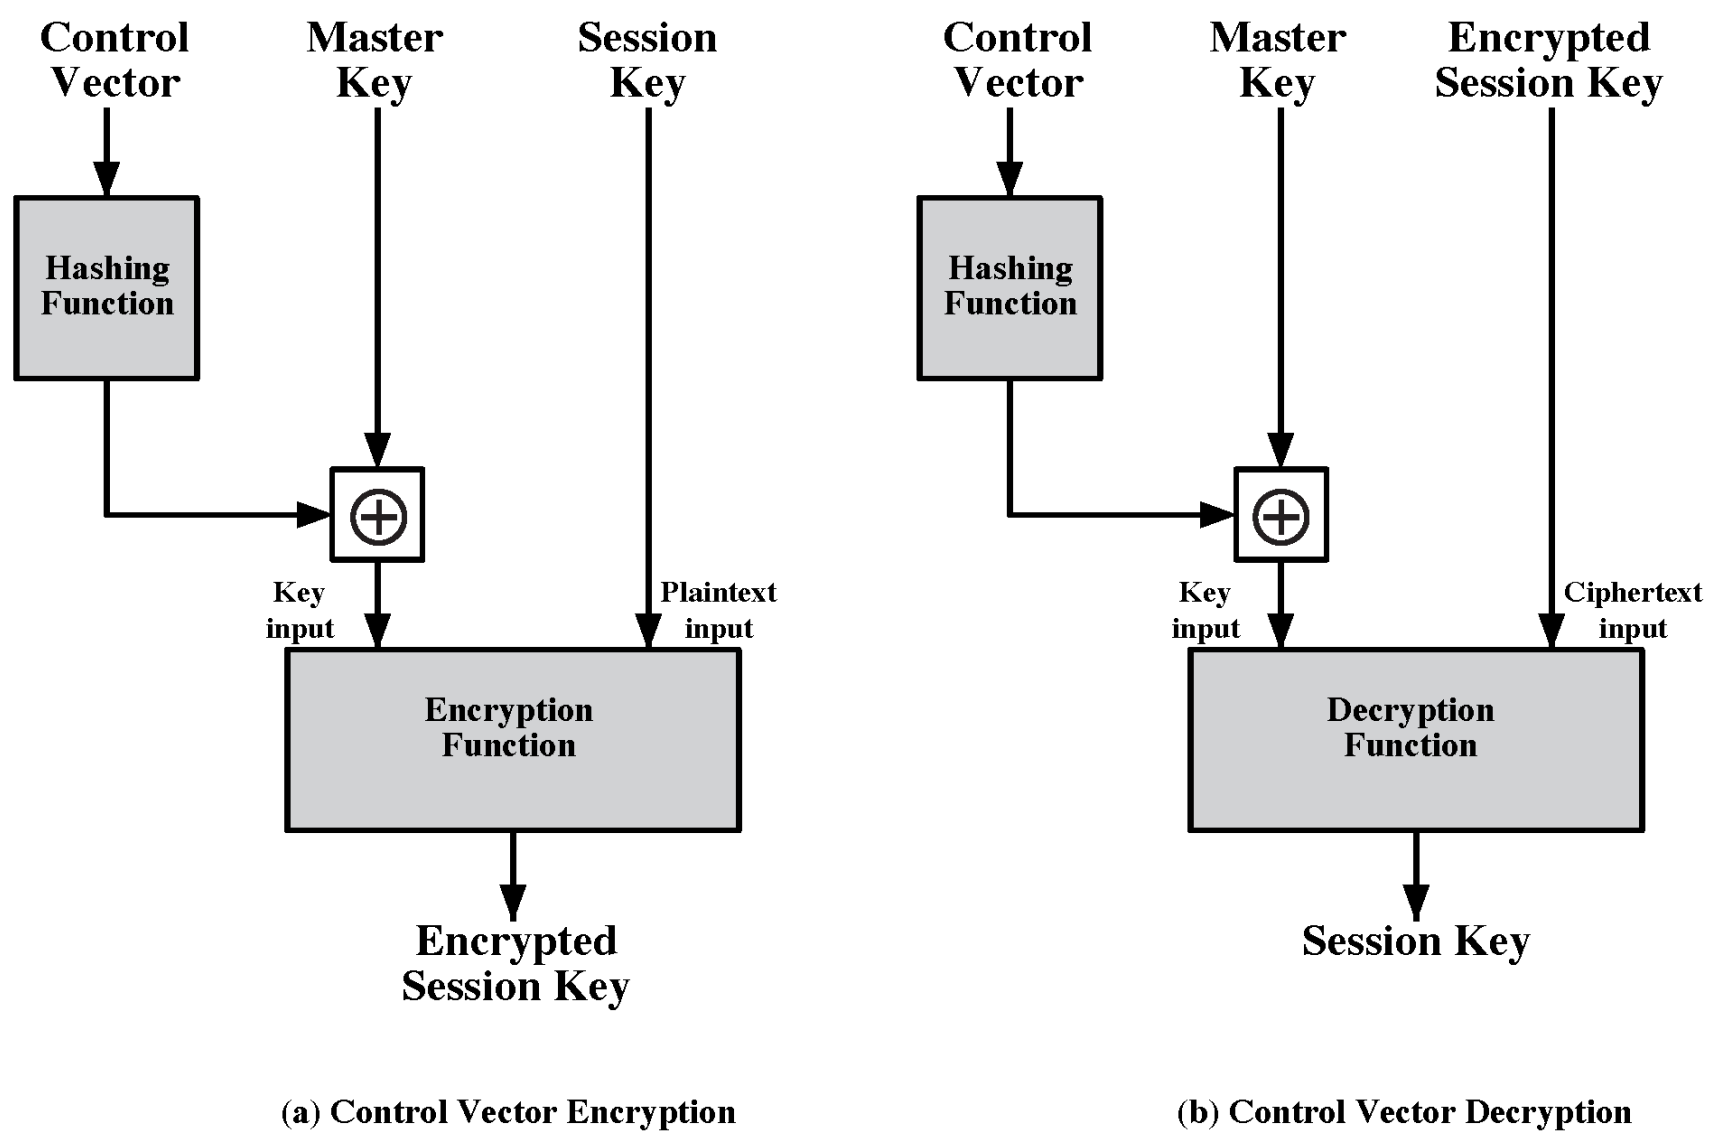 Control
Vector
Master
Key
Session
Key
Hashing
Function
Key
input
Plaintext
input
Encryption
Function
Encrypted
Session Key
(a) Control Vector Encryption
Control
Vector
Master
Key
Encrypted
Session Key
Hashing
Function
Key
input
Ciphertext
input
Decryption
Function
Session Key
(b) Control Vector Decryption